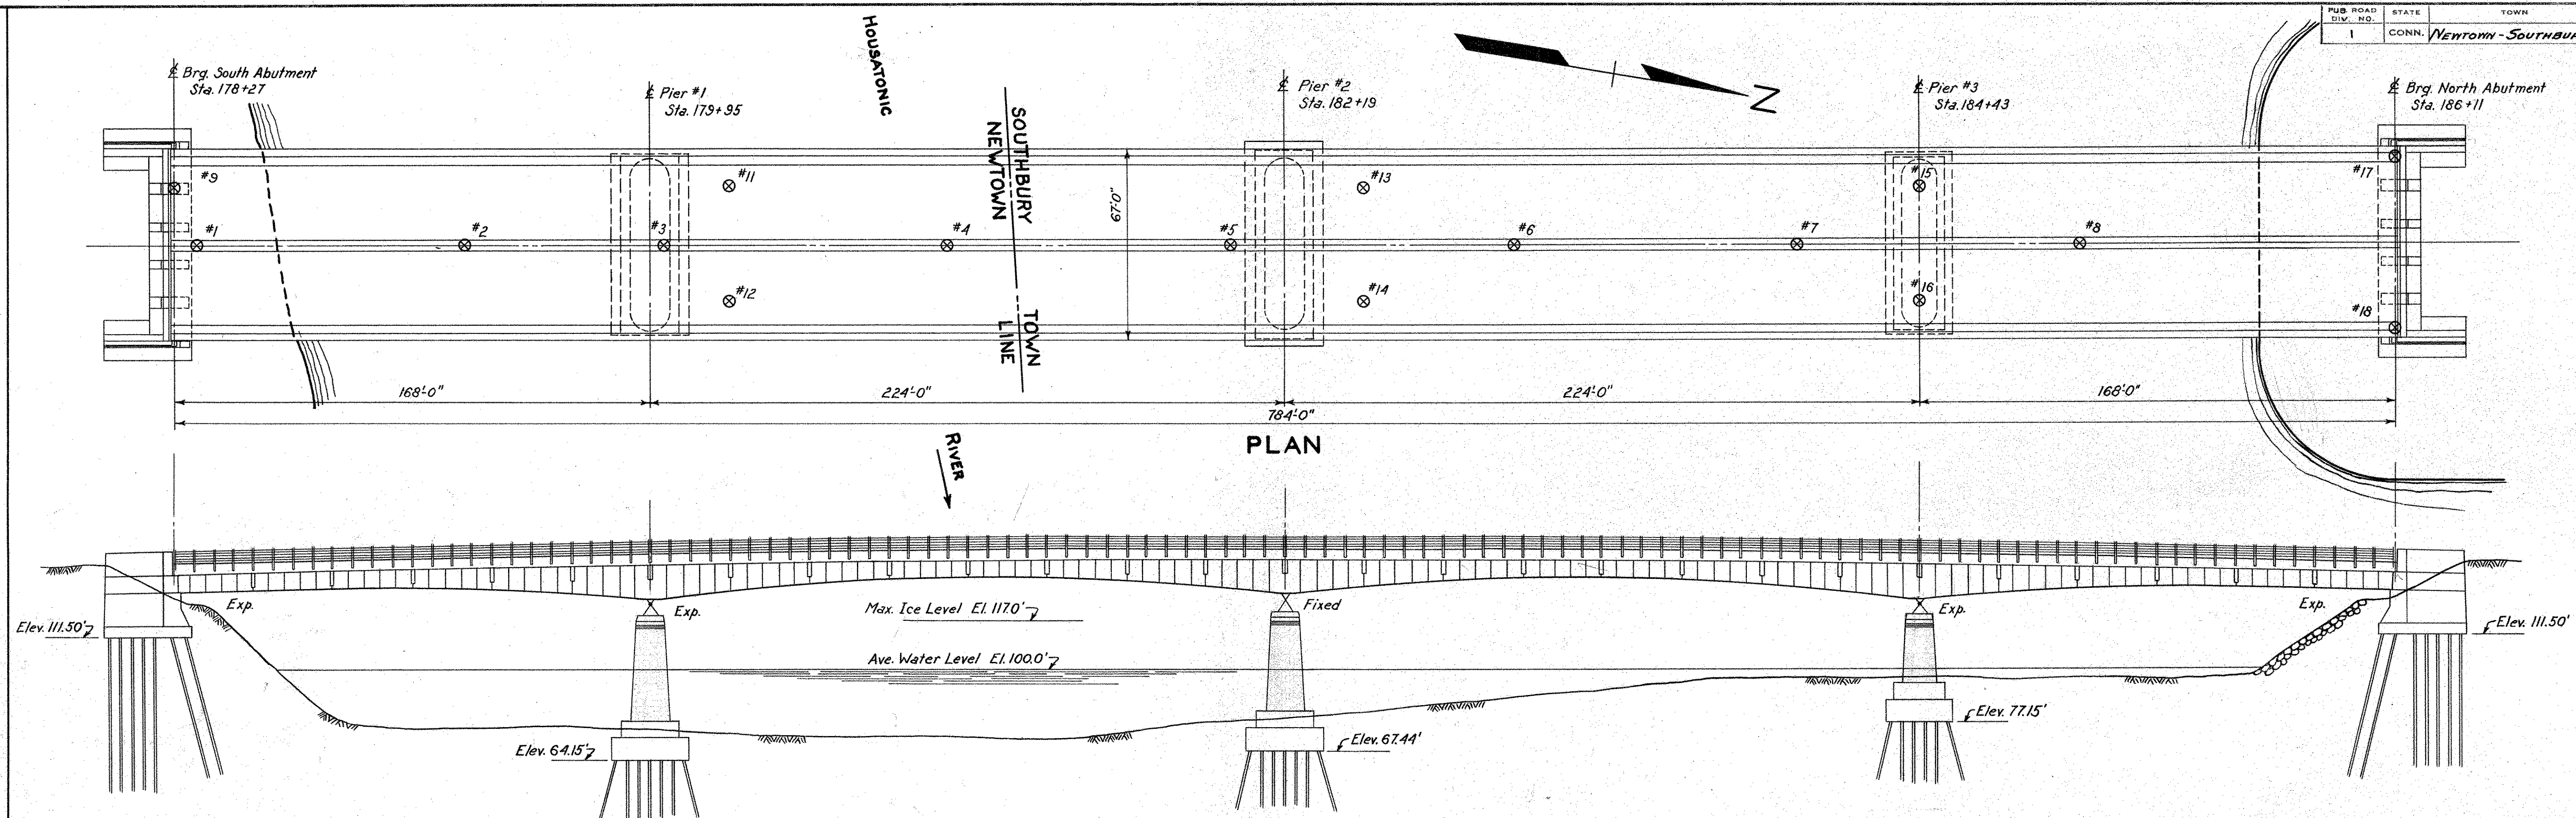 PUB. ROAD DIV. NO.
STATE
TOWN
1
CONN.
NEWTOWN - SOUTHBU
HOUSATONIC
N
℄ Brg. South Abutment
Sta. 178+27
℄ Pier #1
Sta. 179+95
℄ Pier #2
Sta. 182+19
℄ Pier #3
Sta. 184+43
℄ Brg. North Abutment
Sta. 186+11
SOUTHBURY
NEWTOWN
TOWN
LINE
67'-0"
#9
#11
#13
#15
#17
#1
#2
#3
#4
#5
#6
#7
#8
#12
#14
#16
#18
168'-0"
224'-0"
224'-0"
168'-0"
784'-0"
RIVER
PLAN
Exp.
Exp.
Fixed
Exp.
Exp.
Max. Ice Level El. 117.0'
Elev. 111.50'
Elev. 111.50'
Ave. Water Level El. 100.0'
Elev. 64.15'
Elev. 67.44'
Elev. 77.15'